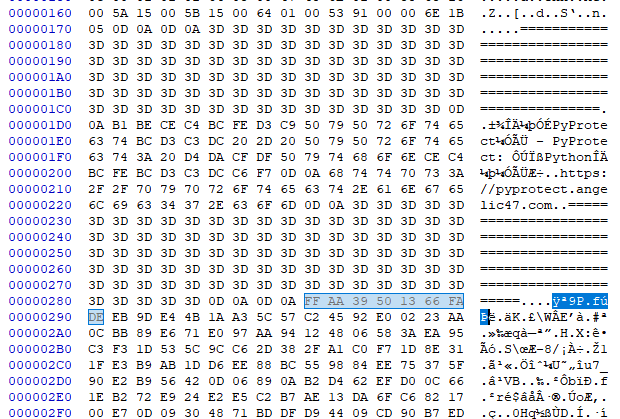 00000160 00 5A 15 00 5B 15 00 64 01 00 53 91 00 00 6E 1B .Z..[..d..S‘..n.
00000170 05 0D 0A 0D 0A 3D 3D 3D 3D 3D 3D 3D 3D 3D 3D 3D .....===========
00000180 3D 3D 3D 3D 3D 3D 3D 3D 3D 3D 3D 3D 3D 3D 3D 3D ================
00000190 3D 3D 3D 3D 3D 3D 3D 3D 3D 3D 3D 3D 3D 3D 3D 3D ================
000001A0 3D 3D 3D 3D 3D 3D 3D 3D 3D 3D 3D 3D 3D 3D 3D 3D ================
000001B0 3D 3D 3D 3D 3D 3D 3D 3D 3D 3D 3D 3D 3D 3D 3D 3D ================
000001C0 3D 3D 3D 3D 3D 3D 3D 3D 3D 3D 3D 3D 3D 3D 3D 0D ===============.
000001D0 0A B1 BE CE C4 BC FE D3 C9 50 79 50 72 6F 74 65 .±¾ÎÄ¼þÓÉPyProte
000001E0 63 74 BC D3 C3 DC 20 2D 20 50 79 50 72 6F 74 65 ct¼ÓÃÜ - PyProte
000001F0 63 74 3A 20 D4 DA CF DF 50 79 74 68 6F 6E CE C4 ct: ÔÚÏßPythonÎÄ
00000200 BC FE BC D3 C3 DC C6 F7 0D 0A 68 74 74 70 73 3A ¼þ¼ÓÃÜÆ÷..https:
00000210 2F 2F 70 79 70 72 6F 74 65 63 74 2E 61 6E 67 65 //pyprotect.ange
00000220 6C 69 63 34 37 2E 63 6F 6D 0D 0A 3D 3D 3D 3D 3D lic47.com..=====
00000230 3D 3D 3D 3D 3D 3D 3D 3D 3D 3D 3D 3D 3D 3D 3D 3D ================
00000240 3D 3D 3D 3D 3D 3D 3D 3D 3D 3D 3D 3D 3D 3D 3D 3D ================
00000250 3D 3D 3D 3D 3D 3D 3D 3D 3D 3D 3D 3D 3D 3D 3D 3D ================
00000260 3D 3D 3D 3D 3D 3D 3D 3D 3D 3D 3D 3D 3D 3D 3D 3D ================
00000270 3D 3D 3D 3D 3D 3D 3D 3D 3D 3D 3D 3D 3D 3D 3D 3D ================
00000280 3D 3D 3D 3D 3D 0D 0A 0D 0A FF AA 39 50 13 66 FA =====....ÿª9P.fú
00000290 DE EB 9D E4 4B 1A A3 5C 57 C2 45 92 E0 02 23 AA Þë.äK.£\WÂE’à.#ª
000002A0 0C BB 89 E6 71 E0 97 AA 94 12 48 06 58 3A EA 95 .»‰æqà—ª”.H.X:ê•
000002B0 C3 F3 1D 53 5C 9C C6 2D 38 2F A1 C0 F7 1D 8E 31 Ãó.S\œÆ-8/¡À÷.Ž1
000002C0 1F E3 B9 AB 1D D6 EE 88 BC 55 98 84 EE 75 37 5F .ã¹«.Öîˆ¼U˜„îu7_
000002D0 90 E2 B9 56 42 0D 06 89 0A B2 D4 62 EF D0 0C 66 .â¹VB..‰.²ÔbïÐ.f
000002E0 1E B2 72 E9 24 E2 E5 C2 B7 AE 13 DA 6F C6 82 17 .²ré$âåÂ·®.ÚoÆ‚.
000002F0 00 E7 0D 09 30 48 71 BD DF D9 44 09 CD 90 B7 ED .ç..0Hq½ßÙD.Í.·í